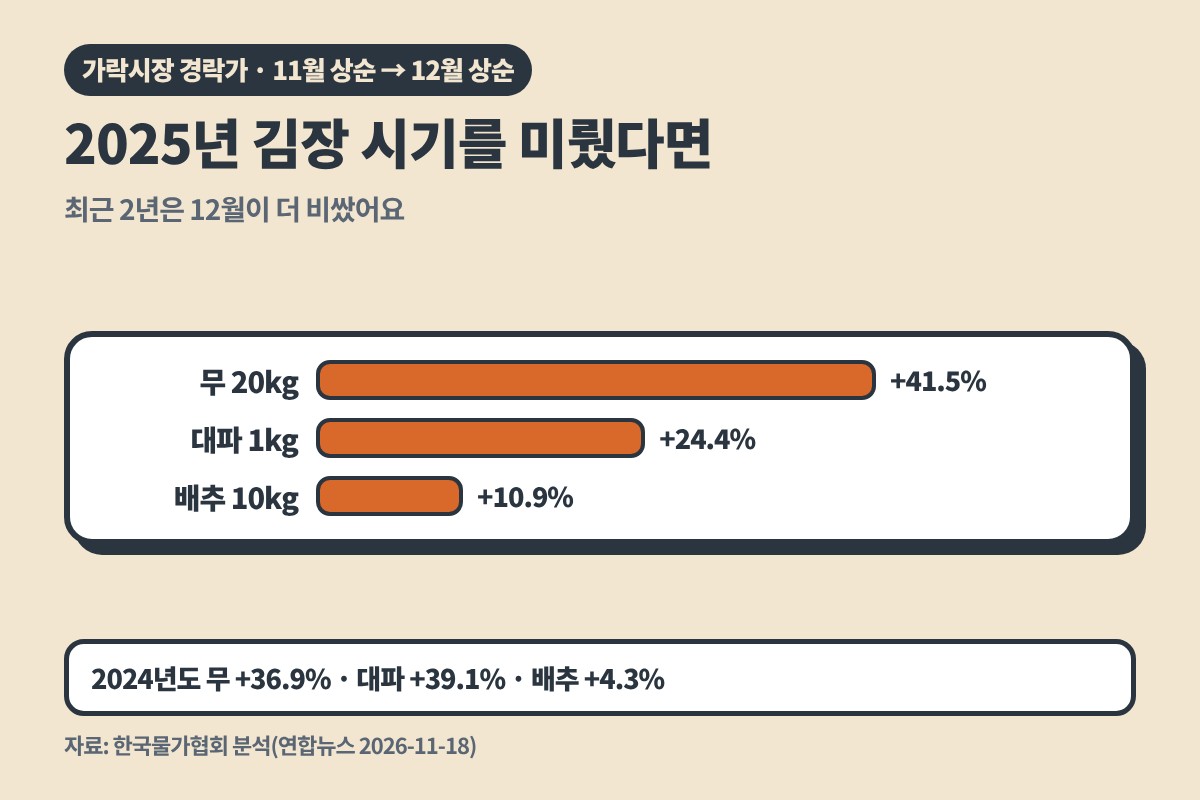 가락시장 경락가 · 11월 상순 → 12월 상순
2025년 김장 시기를 미뤘다면
최근 2년은 12월이 더 비쌌어요
무 20kg +41.5%
대파 1kg +24.4%
배추 10kg +10.9%
2024년도 무 +36.9% · 대파 +39.1% · 배추 +4.3%
자료: 한국물가협회 분석(연합뉴스 2026-11-18)